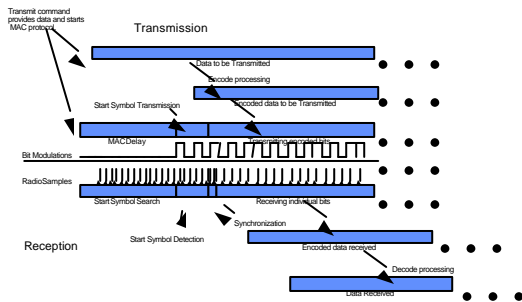 Transmit command
provides data and starts
MAC protocol
Transmission
Data to be Transmitted
Encode processing
Encoded data to be Transmitted
Start Symbol Transmission
MACDelay
Transmitting encoded bits
Bit Modulations
RadioSamples
Start Symbol Search
Receiving individual bits
Synchronization
Start Symbol Detection
Reception
Encoded data received
Decode processing
Data Received